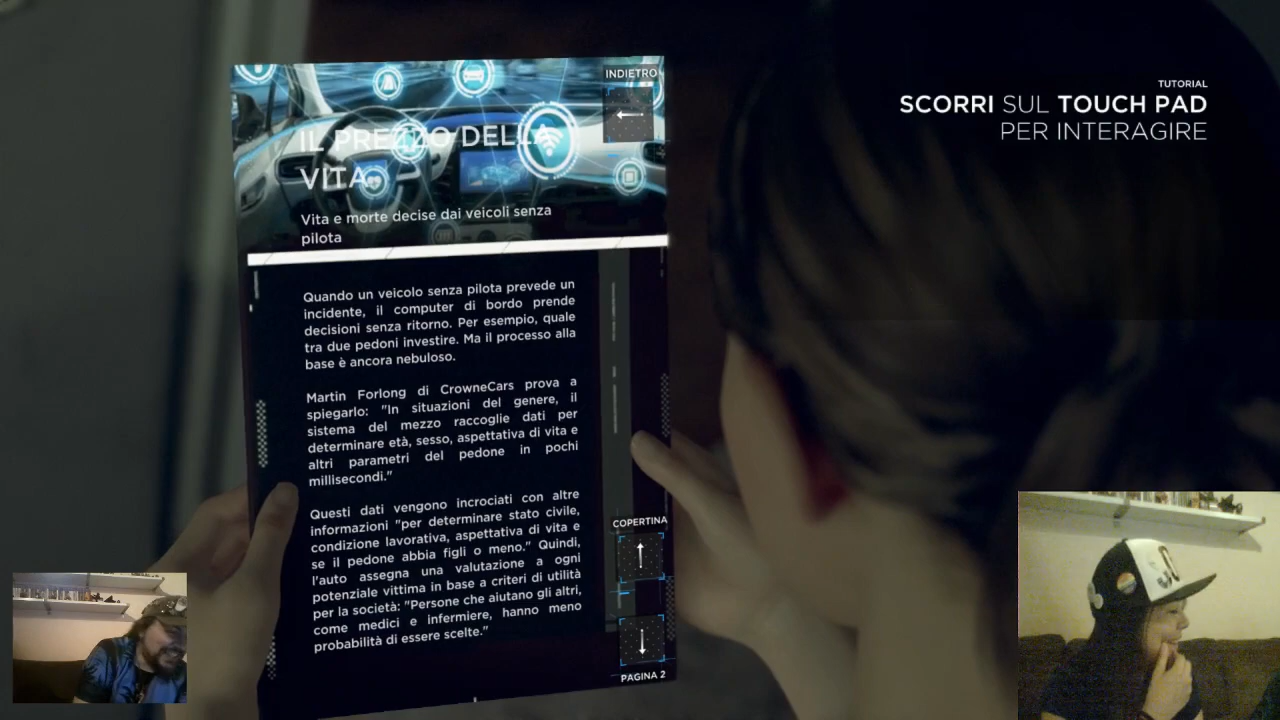 INDIETRO
TUTORIAL
SCORRI SUL TOUCH PAD
PER INTERAGIRE
IL PREZZO DELLA
VITA
Vita e morte decise dai veicoli senza
pilota
Quando un veicolo senza pilota prevede un
incidente, il computer di bordo prende
decisioni senza ritorno. Per esempio, quale
tra due pedoni investire. Ma il processo alla
base è ancora nebuloso.
Martin Forlong di CrowneCars prova a
spiegarlo: "In situazioni del genere, il
sistema del mezzo raccoglie dati per
determinare età, sesso, aspettativa di vita e
altri parametri del pedone in pochi
millisecondi."
Questi dati vengono incrociati con altre
informazioni "per determinare stato civile,
condizione lavorativa, aspettativa di vita e
se il pedone abbia figli o meno." Quindi,
l'auto assegna una valutazione a ogni
potenziale vittima in base a criteri di utilità
per la società: "Persone che aiutano gli altri,
come medici e infermiere, hanno meno
probabilità di essere scelte."
COPERTINA
PAGINA 2